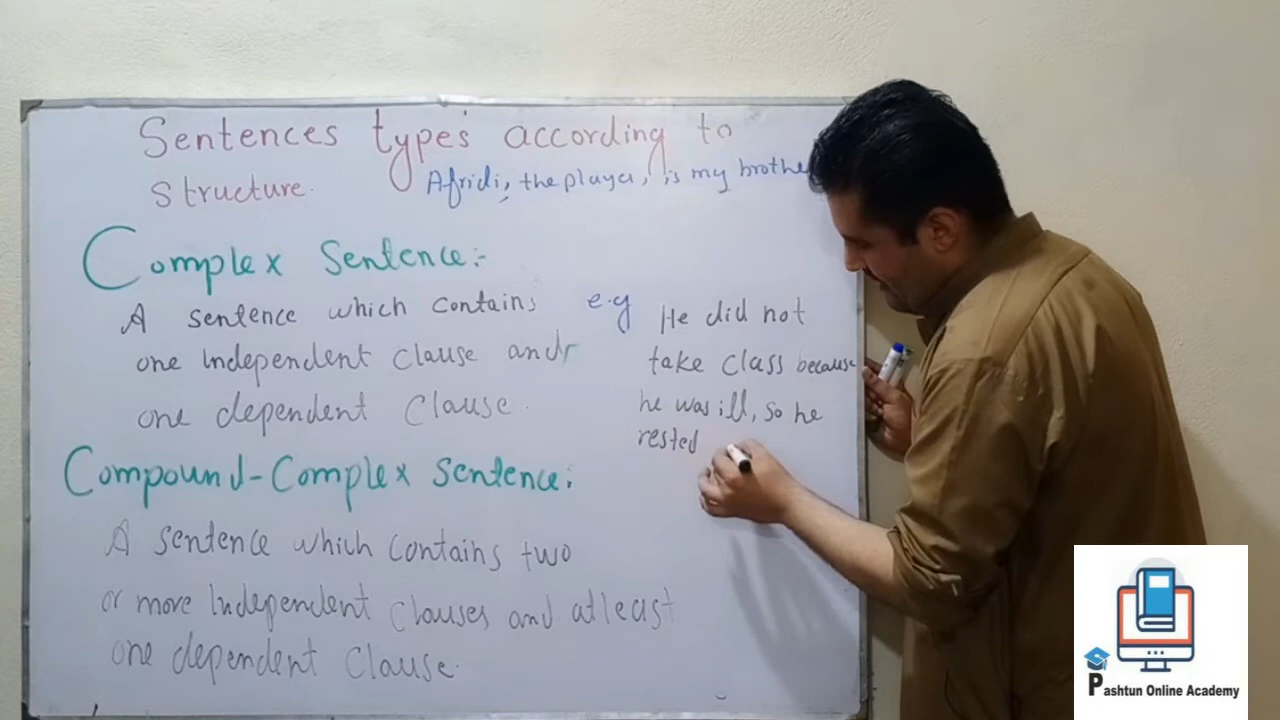 Sentences types according to
structure.
Afridi, the player, is my brothe
Complex Sentence:-
A sentence which contains
one independent clause and
one dependent clause.
e.g
He did not
take class because
he was ill, so he
rested
Compound-Complex sentence:
A sentence which contains two
or more independent clauses and atleast
one dependent clause.
Pashtun Online Academy